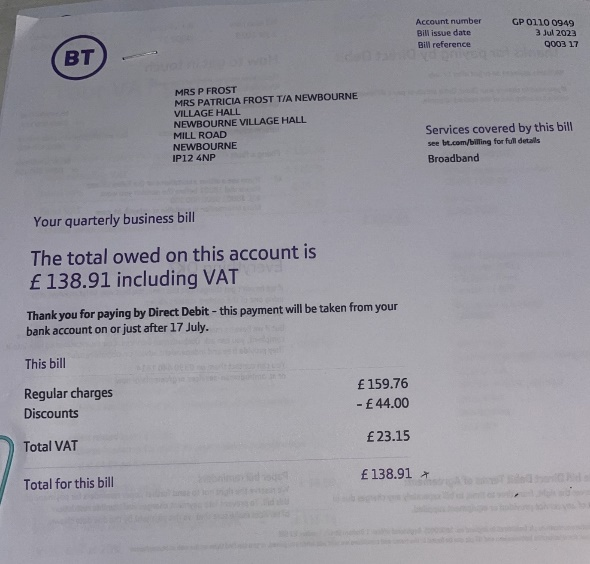 BT
Account number GP 0110 0949
Bill issue date 3 Jul 2023
Bill reference Q003 17
MRS P FROST
MRS PATRICIA FROST T/A NEWBOURNE
VILLAGE HALL
NEWBOURNE VILLAGE HALL
MILL ROAD
NEWBOURNE
IP12 4NP
Services covered by this bill
see bt.com/billing for full details
Broadband
Your quarterly business bill
The total owed on this account is
£ 138.91 including VAT
Thank you for paying by Direct Debit - this payment will be taken from your
bank account on or just after 17 July.
This bill
Regular charges £ 159.76
Discounts - £ 44.00
Total VAT £ 23.15
Total for this bill £ 138.91